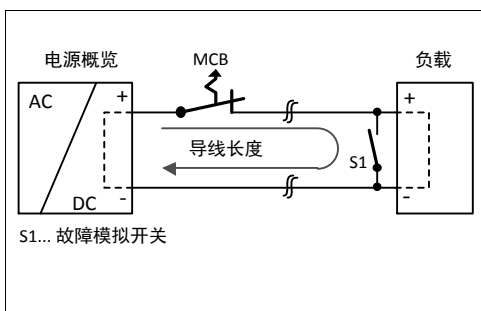 电源概览
MCB
负载
AC
+
+
导线长度
S1
DC
-
-
S1... 故障模拟开关